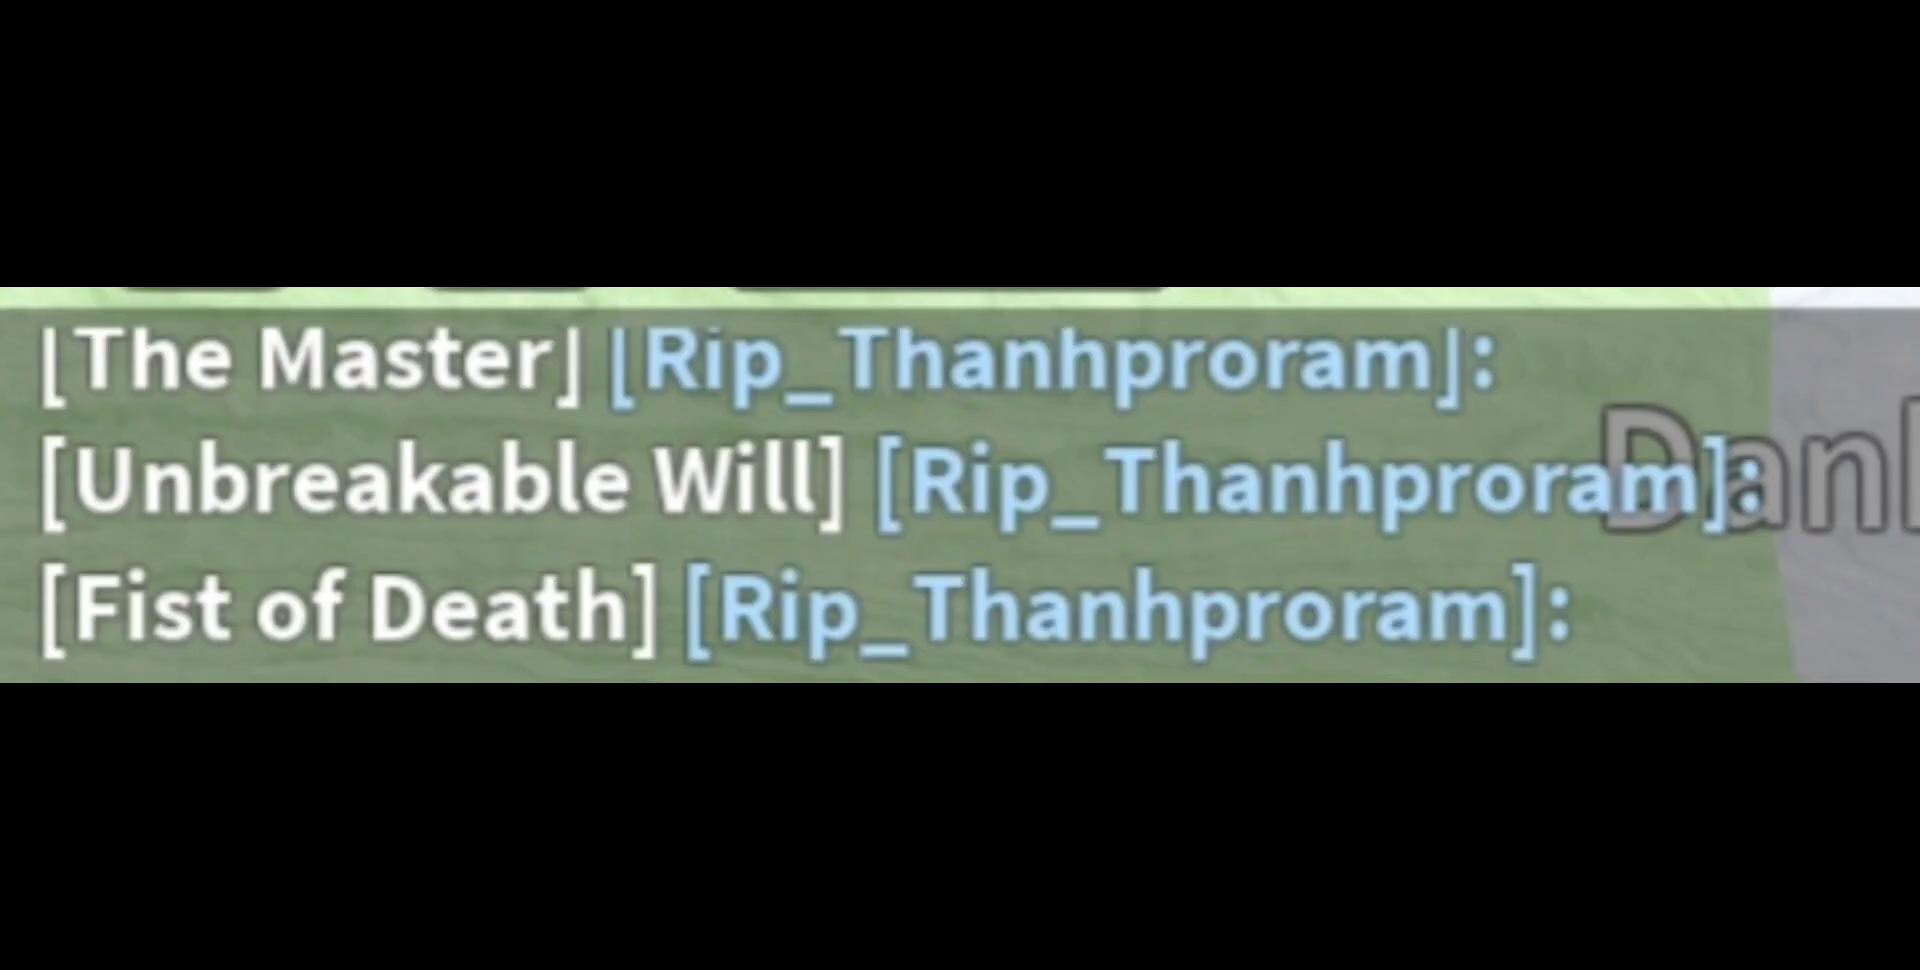 [The Master] [Rip_Thanhproram]:
[Unbreakable Will] [Rip_Thanhproram]:
[Fist of Death] [Rip_Thanhproram]: